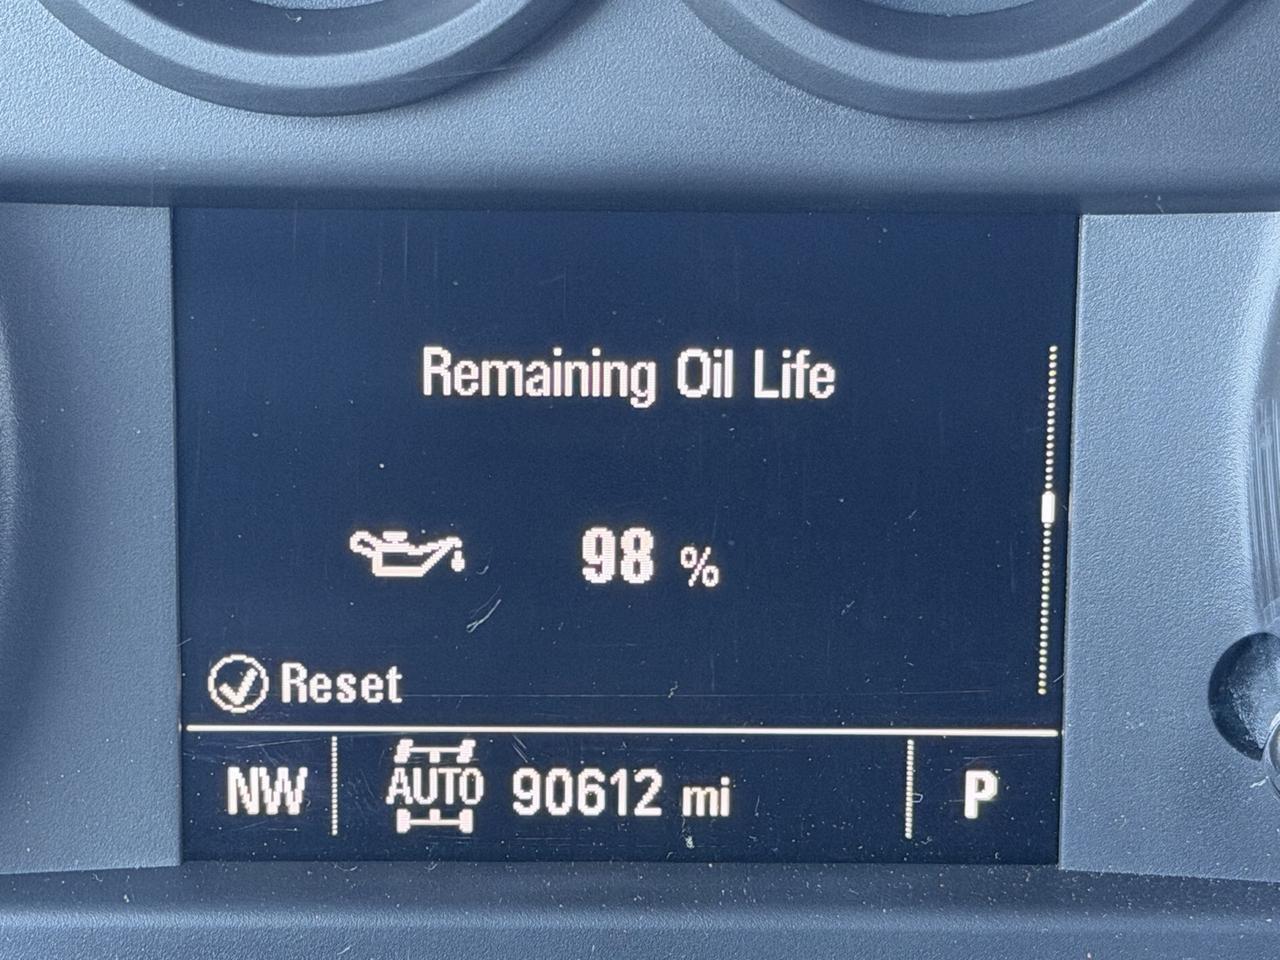 Remaining Oil Life
98 %
Reset
NW AUTO 90612 mi P